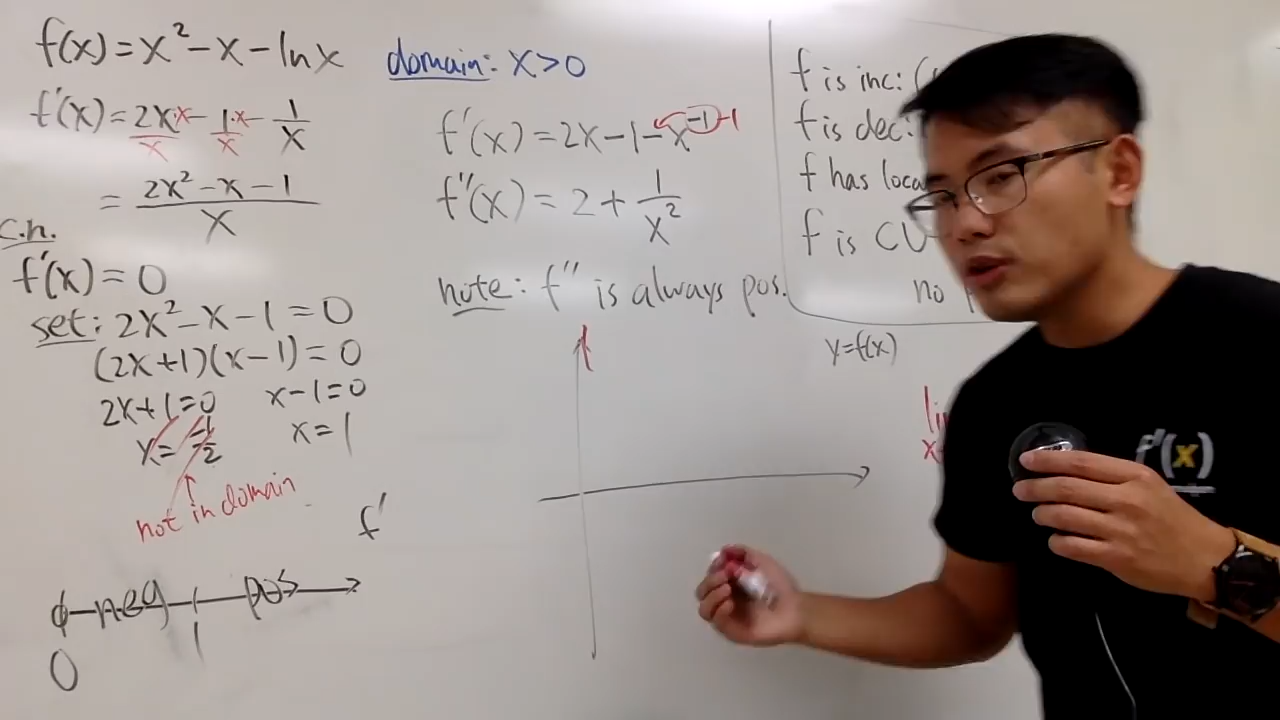 f(x) = x² - x - ln x
domain: x > 0
f'(x) = 2x·x/x - 1·x/x - 1/x
= (2x² - x - 1)/x
c.n.
f'(x) = 0
set: 2x² - x - 1 = 0
(2x+1)(x-1) = 0
2x+1=0 x-1=0
x = -1/2 x = 1
not in domain
f'
0 neg 1 pos
f'(x) = 2x - 1 - x⁻¹ -1
f''(x) = 2 + 1/x²
note: f'' is always pos.
f is inc: (
f is dec:
f has loca
f is CU
no
y=f(x)
f'(x)